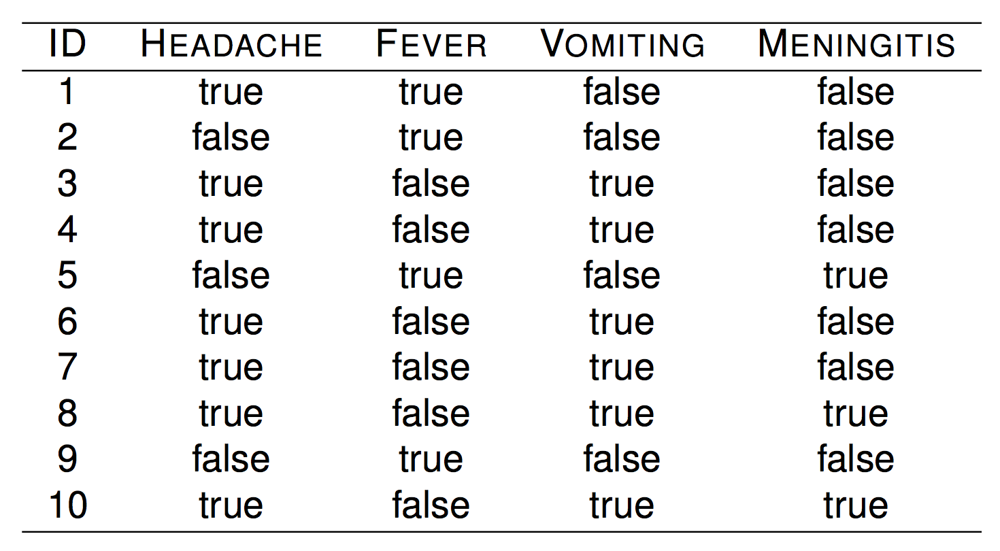 ID HEADACHE FEVER VOMITING MENINGITIS
1 true true false false
2 false true false false
3 true false true false
4 true false true false
5 false true false true
6 true false true false
7 true false true false
8 true false true true
9 false true false false
10 true false true true